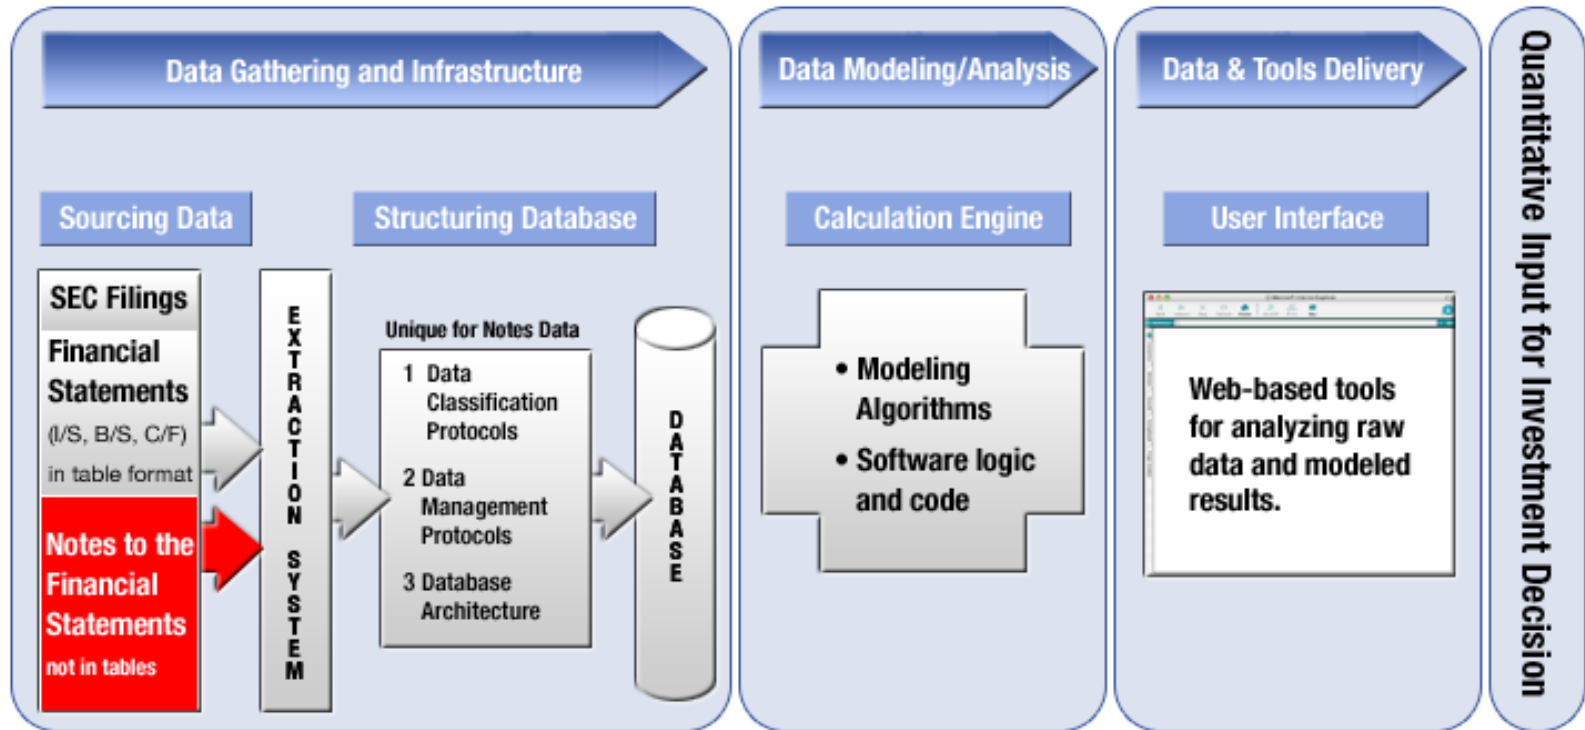 Data Gathering and Infrastructure
Sourcing Data
Structuring Database
SEC Filings
Financial
Statements
(I/S, B/S, C/F)
in table format
Notes to the
Financial
Statements
not in tables
EXTRACTION SYSTEM
Unique for Notes Data
1 Data
Classification
Protocols
2 Data
Management
Protocols
3 Database
Architecture
DATABASE
Data Modeling/Analysis
Calculation Engine
• Modeling
Algorithms
• Software logic
and code
Data & Tools Delivery
User Interface
Web-based tools
for analyzing raw
data and modeled
results.
Quantitative Input for Investment Decision